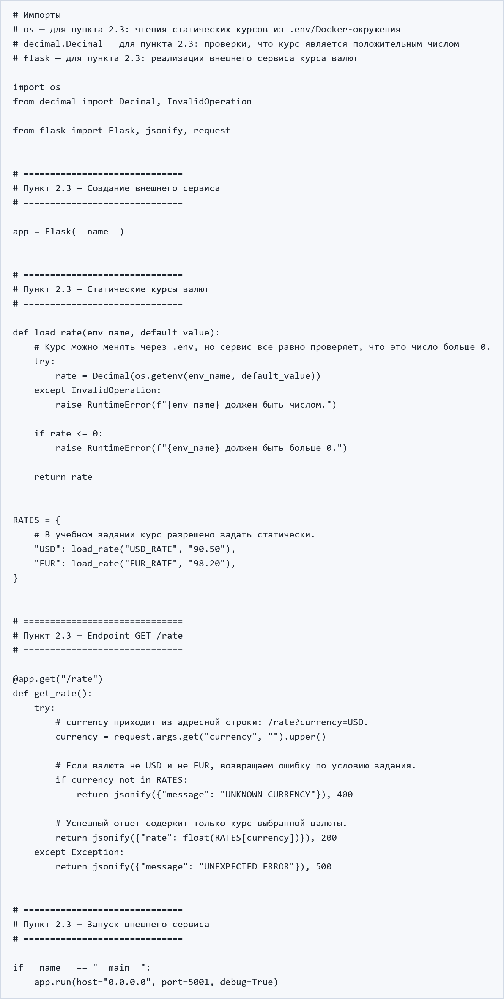 # Импорты
# os — для пункта 2.3: чтения статических курсов из .env/Docker-окружения
# decimal.Decimal — для пункта 2.3: проверки, что курс является положительным числом
# flask — для пункта 2.3: реализации внешнего сервиса курса валют

import os
from decimal import Decimal, InvalidOperation

from flask import Flask, jsonify, request


# ==============================
# Пункт 2.3 — Создание внешнего сервиса
# ==============================

app = Flask(__name__)


# ==============================
# Пункт 2.3 — Статические курсы валют
# ==============================

def load_rate(env_name, default_value):
    # Курс можно менять через .env, но сервис все равно проверяет, что это число больше 0.
    try:
        rate = Decimal(os.getenv(env_name, default_value))
    except InvalidOperation:
        raise RuntimeError(f"{env_name} должен быть числом.")

    if rate <= 0:
        raise RuntimeError(f"{env_name} должен быть больше 0.")

    return rate


RATES = {
    # В учебном задании курс разрешено задать статически.
    "USD": load_rate("USD_RATE", "90.50"),
    "EUR": load_rate("EUR_RATE", "98.20"),
}


# ==============================
# Пункт 2.3 — Endpoint GET /rate
# ==============================

@app.get("/rate")
def get_rate():
    try:
        # currency приходит из адресной строки: /rate?currency=USD.
        currency = request.args.get("currency", "").upper()

        # Если валюта не USD и не EUR, возвращаем ошибку по условию задания.
        if currency not in RATES:
            return jsonify({"message": "UNKNOWN CURRENCY"}), 400

        # Успешный ответ содержит только курс выбранной валюты.
        return jsonify({"rate": float(RATES[currency])}), 200
    except Exception:
        return jsonify({"message": "UNEXPECTED ERROR"}), 500


# ==============================
# Пункт 2.3 — Запуск внешнего сервиса
# ==============================

if __name__ == "__main__":
    app.run(host="0.0.0.0", port=5001, debug=True)